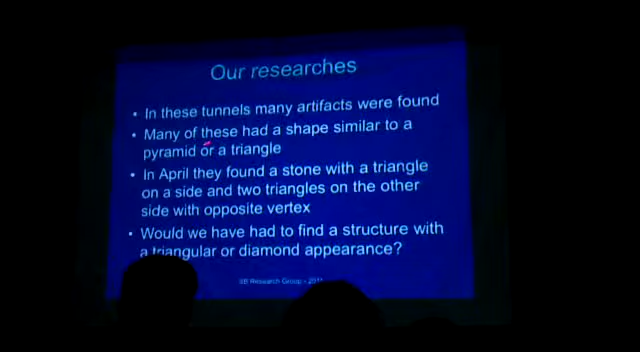 Our researches
• In these tunnels many artifacts were found
• Many of these had a shape similar to a
pyramid or a triangle
• In April they found a stone with a triangle
on a side and two triangles on the other
side with opposite vertex
• Would we have had to find a structure with
a triangular or diamond appearance?
Research Group -